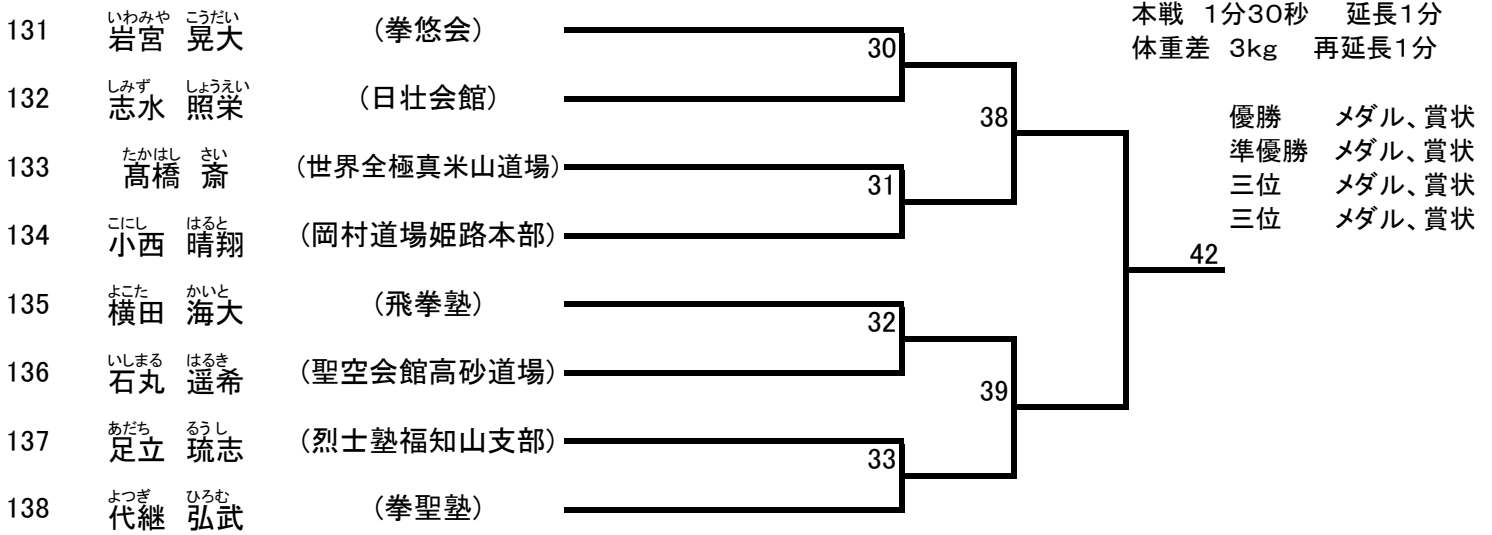 本戦 1分30秒 延長1分
体重差 3kg 再延長1分
優勝 メダル、賞状
準優勝 メダル、賞状
三位 メダル、賞状
三位 メダル、賞状
いわみや こうだい
131 岩宮 晃大 (拳悠会)
しみず しょうえい
132 志水 照栄 (日壮会館)
たかはし さい
133 髙橋 斎 (世界全極真米山道場)
こにし はると
134 小西 晴翔 (岡村道場姫路本部)
よこた かいと
135 横田 海大 (飛拳塾)
いしまる はるき
136 石丸 遥希 (聖空会館高砂道場)
あだち るうし
137 足立 琉志 (烈士塾福知山支部)
よつぎ ひろむ
138 代継 弘武 (拳聖塾)
30
31
32
33
38
39
42